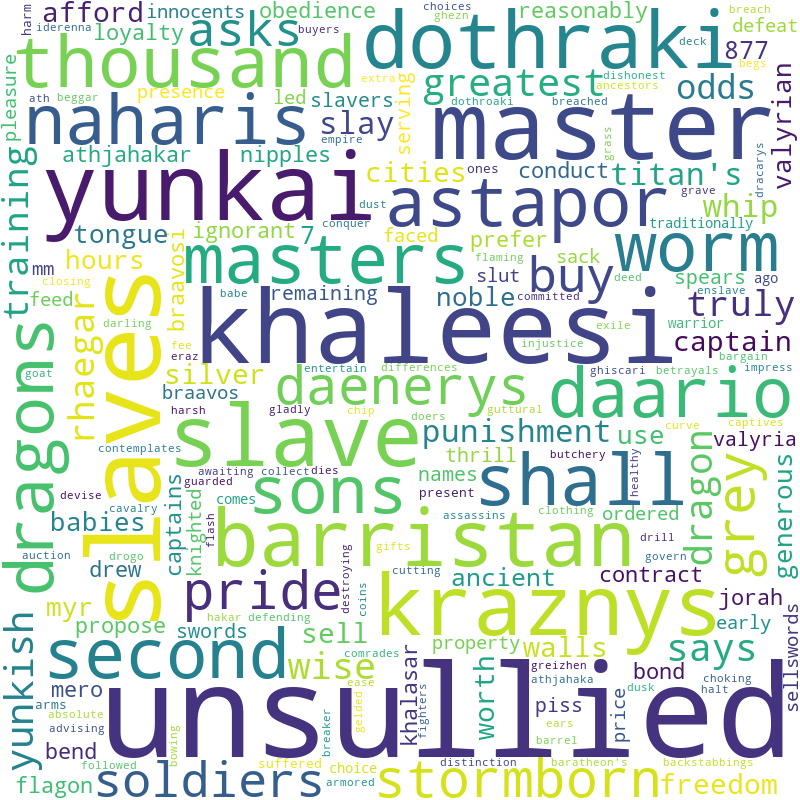 harm
afford
innocents
iderenna
loyalty
asks
obedience
dothraki
reasonably
choices
buyers
ghezn
deck
breach
877
begs
thousand
presence
led
slavers
extra
serving
dothroaki
greatest
breached
dishonest
ancestors
odds
pleasure
ath
beggar
naharis
empire
slay
master
grass
valyrian
dracarys
training
athjahakar
nipples
cities
conduct
ones
titan's
grave
whip
yunkai
tongue
ignorant
7
dust
conquer
faced
astapor
prefer
traditionally
mm
hours
braavosi
masters
flaming
sack
deed
worm
closing
feed
babe
remaining
slut
committed
buy
spears
ago
enslave
dragons
slaves
darling
fee
eraz
khaleesi
noble
exile
warrior
truly
goat
rhaegar
silver
entertain
differences
injustice
ghiscari
betrayals
bargain
impress
captain
braavos
harsh
gladly
chip
daenerys
doers
guttural
daario
contemplates
slave
punishment
use
curve
captives
valyria
thrill
names
butchery
healthy
dragon
generous
devise
awaiting
collect
dies
guarded
present
comes
sons
shall
grey
auction
cavalry
captains
knighted
flash
barristan
assassins
clothing
ordered
babies
drogo
drew
gifts
drill
govern
destroying
coins
cutting
ancient
contract
jorah
yunkish
hakar
defending
pride
kraznys
myr
propose
swords
sell
comrades
property
walls
says
early
sellswords
second
wise
khalasar
worth
greizhen
athjahaka
bond
choking
halt
dusk
mero
arms
absolute
advising
bend
followed
bowing
unsullied
ease
gelded
breaker
fighters
piss
ears
barrel
price
flagon
soldiers
suffered
choice
armored
stormborn
distinction
baratheon's
backstabbings
freedom
defeat